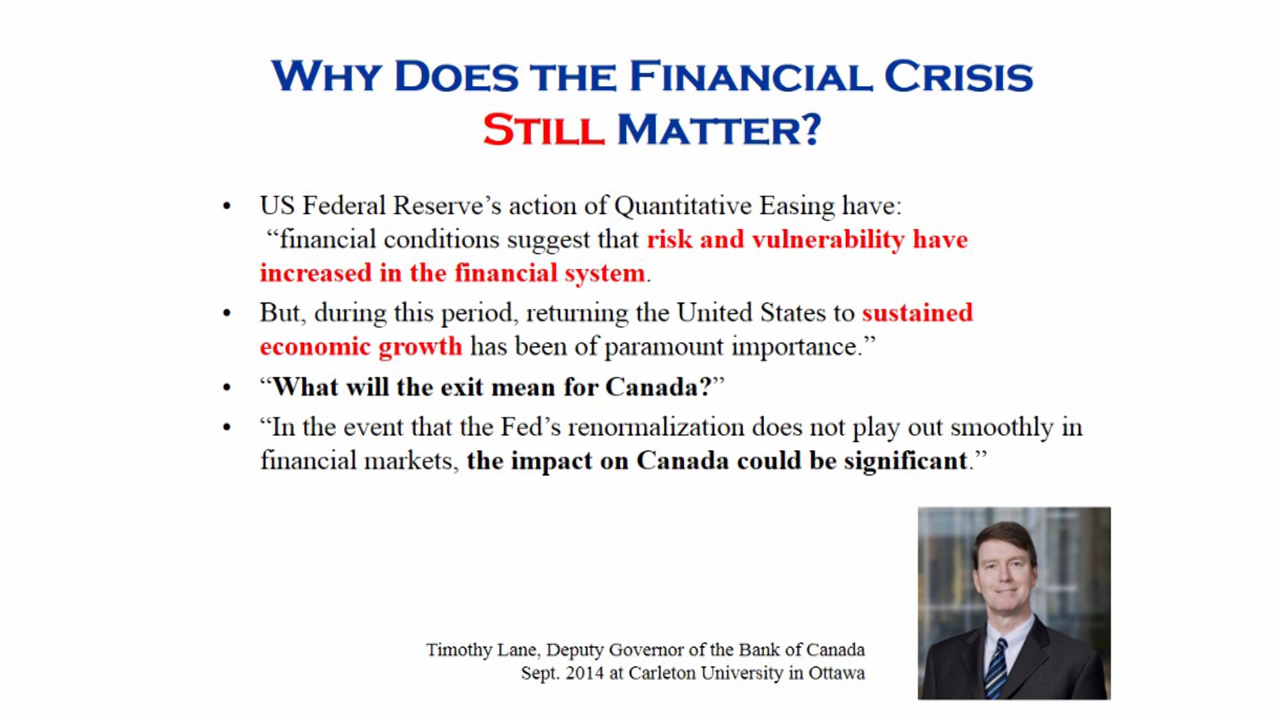 WHY DOES THE FINANCIAL CRISIS
STILL MATTER?
• US Federal Reserve’s action of Quantitative Easing have:
“financial conditions suggest that risk and vulnerability have
increased in the financial system.
• But, during this period, returning the United States to sustained
economic growth has been of paramount importance.”
• “What will the exit mean for Canada?”
• “In the event that the Fed’s renormalization does not play out smoothly in
financial markets, the impact on Canada could be significant.”
Timothy Lane, Deputy Governor of the Bank of Canada
Sept. 2014 at Carleton University in Ottawa